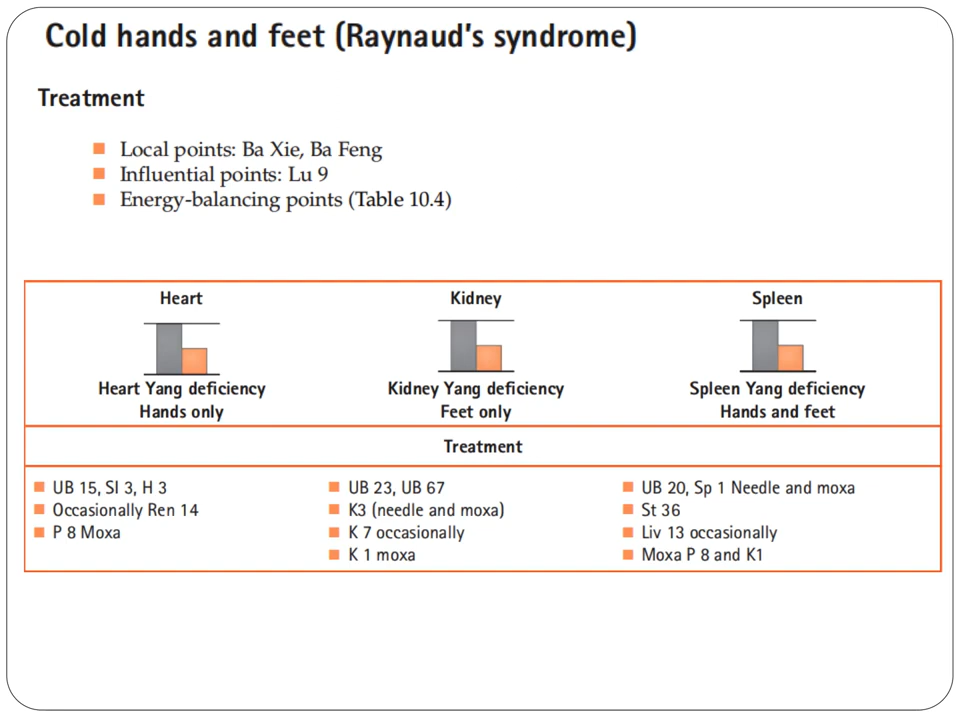 Cold hands and feet (Raynaud's syndrome)
Treatment
Local points: Ba Xie, Ba Feng
Influential points: Lu 9
Energy-balancing points (Table 10.4)
Heart
Heart Yang deficiency
Hands only
Kidney
Kidney Yang deficiency
Feet only
Spleen
Spleen Yang deficiency
Hands and feet
Treatment
UB 15, SI 3, H 3
Occasionally Ren 14
P 8 Moxa
UB 23, UB 67
K3 (needle and moxa)
K 7 occasionally
K 1 moxa
UB 20, Sp 1 Needle and moxa
St 36
Liv 13 occasionally
Moxa P 8 and K1